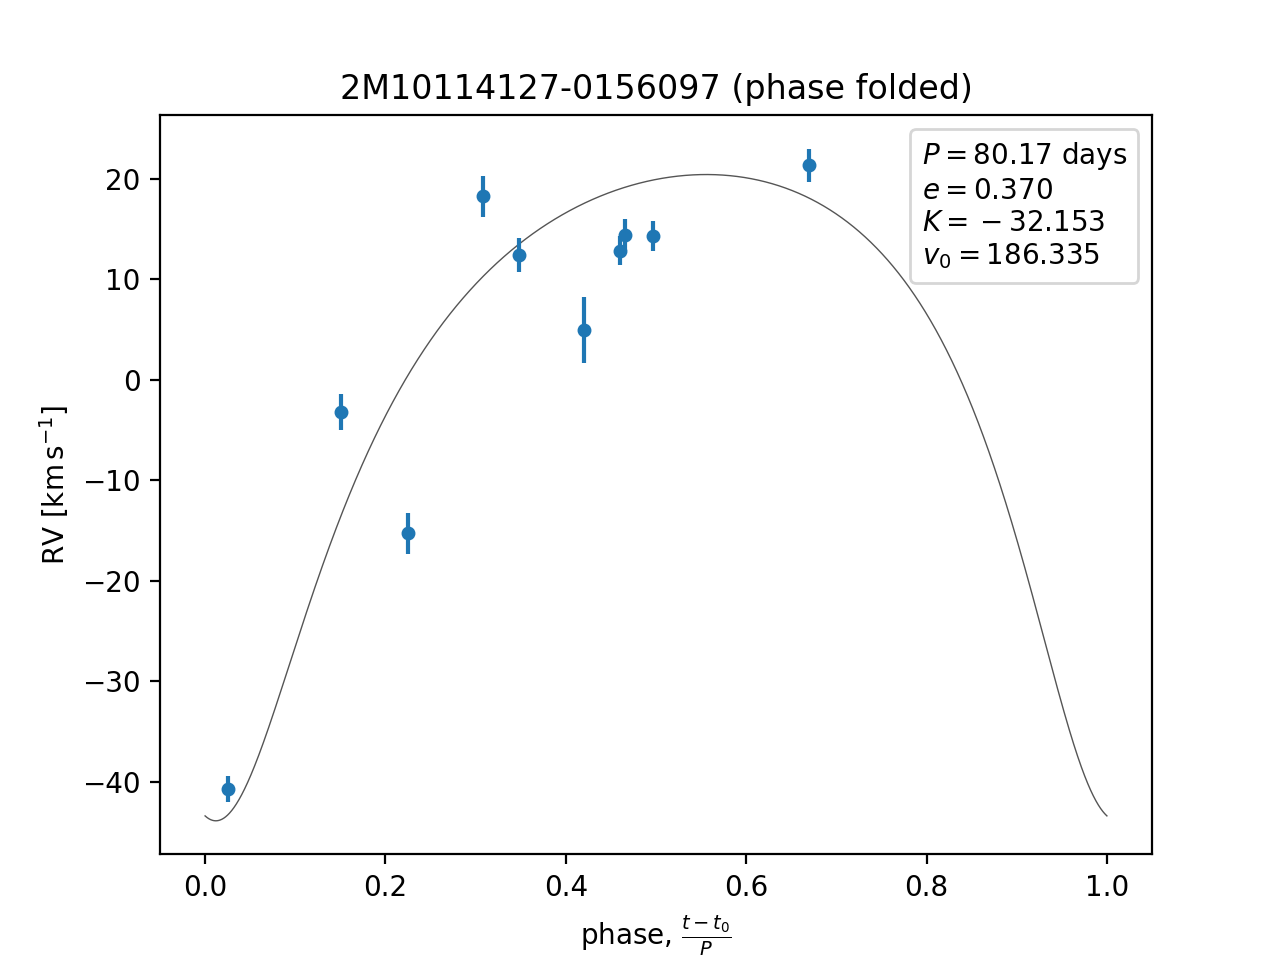 2M10114127-0156097 (phase folded)
P = 80.17 days
e = 0.370
K = −32.153
v₀ = 186.335
20
10
0
−10
−20
−30
−40
RV [km s⁻¹]
0.0 0.2 0.4 0.6 0.8 1.0
phase, (t − t₀)/P